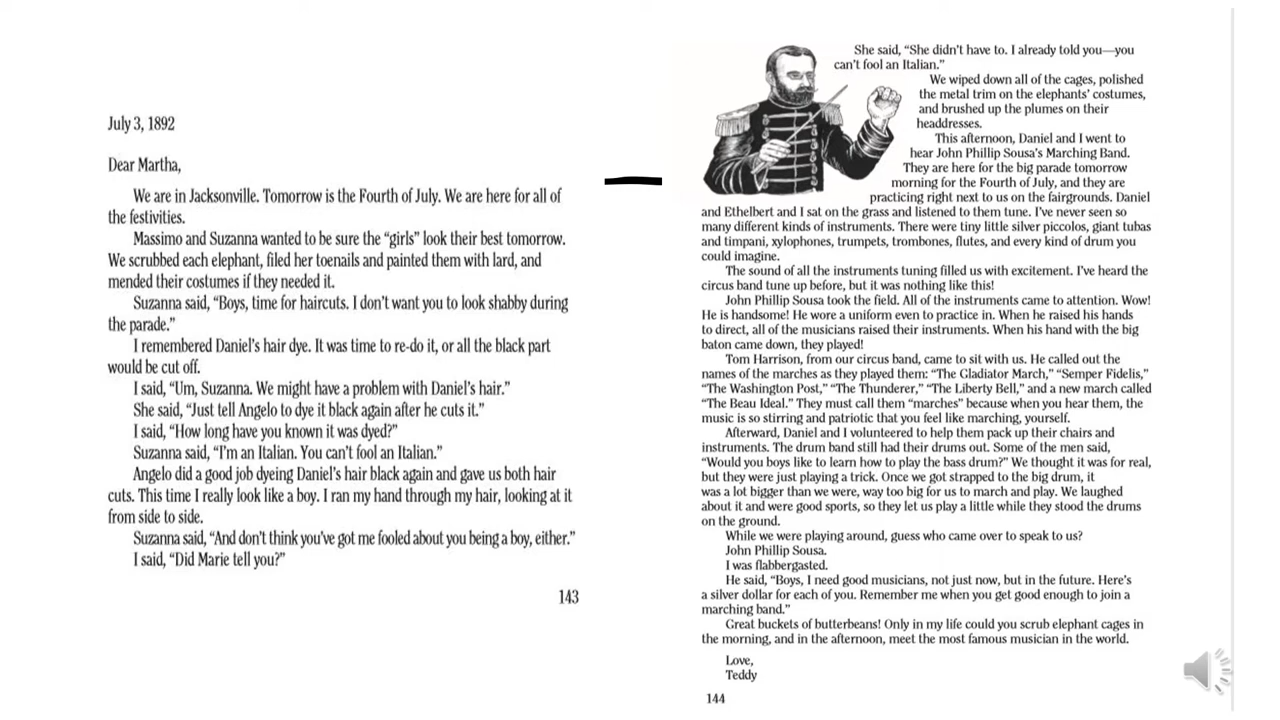 July 3, 1892
Dear Martha,
We are in Jacksonville. Tomorrow is the Fourth of July. We are here for all of
the festivities.
Massimo and Suzanna wanted to be sure the “girls” look their best tomorrow.
We scrubbed each elephant, filed her toenails and painted them with lard, and
mended their costumes if they needed it.
Suzanna said, “Boys, time for haircuts. I don’t want you to look shabby during
the parade.”
I remembered Daniel’s hair dye. It was time to re-do it, or all the black part
would be cut off.
I said, “Um, Suzanna. We might have a problem with Daniel’s hair.”
She said, “Just tell Angelo to dye it black again after he cuts it.”
I said, “How long have you known it was dyed?”
Suzanna said, “I’m an Italian. You can’t fool an Italian.”
Angelo did a good job dyeing Daniel’s hair black again and gave us both hair
cuts. This time I really look like a boy. I ran my hand through my hair, looking at it
from side to side.
Suzanna said, “And don’t think you’ve got me fooled about you being a boy, either.”
I said, “Did Marie tell you?”
143
She said, “She didn’t have to. I already told you—you
can’t fool an Italian.”
We wiped down all of the cages, polished
the metal trim on the elephants’ costumes,
and brushed up the plumes on their
headdresses.
This afternoon, Daniel and I went to
hear John Phillip Sousa’s Marching Band.
They are here for the big parade tomorrow
morning for the Fourth of July, and they are
practicing right next to us on the fairgrounds. Daniel
and Ethelbert and I sat on the grass and listened to them tune. I’ve never seen so
many different kinds of instruments. There were tiny little silver piccolos, giant tubas
and timpani, xylophones, trumpets, trombones, flutes, and every kind of drum you
could imagine.
The sound of all the instruments tuning filled us with excitement. I’ve heard the
circus band tune up before, but it was nothing like this!
John Phillip Sousa took the field. All of the instruments came to attention. Wow!
He is handsome! He wore a uniform even to practice in. When he raised his hands
to direct, all of the musicians raised their instruments. When his hand with the big
baton came down, they played!
Tom Harrison, from our circus band, came to sit with us. He called out the
names of the marches as they played them: “The Gladiator March,” “Semper Fidelis,”
“The Washington Post,” “The Thunderer,” “The Liberty Bell,” and a new march called
“The Beau Ideal.” They must call them “marches” because when you hear them, the
music is so stirring and patriotic that you feel like marching, yourself.
Afterward, Daniel and I volunteered to help them pack up their chairs and
instruments. The drum band still had their drums out. Some of the men said,
“Would you boys like to learn how to play the bass drum?” We thought it was for real,
but they were just playing a trick. Once we got strapped to the big drum, it
was a lot bigger than we were, way too big for us to march and play. We laughed
about it and were good sports, so they let us play a little while they stood the drums
on the ground.
While we were playing around, guess who came over to speak to us?
John Phillip Sousa.
I was flabbergasted.
He said, “Boys, I need good musicians, not just now, but in the future. Here’s
a silver dollar for each of you. Remember me when you get good enough to join a
marching band.”
Great buckets of butterbeans! Only in my life could you scrub elephant cages in
the morning, and in the afternoon, meet the most famous musician in the world.
Love,
Teddy
144